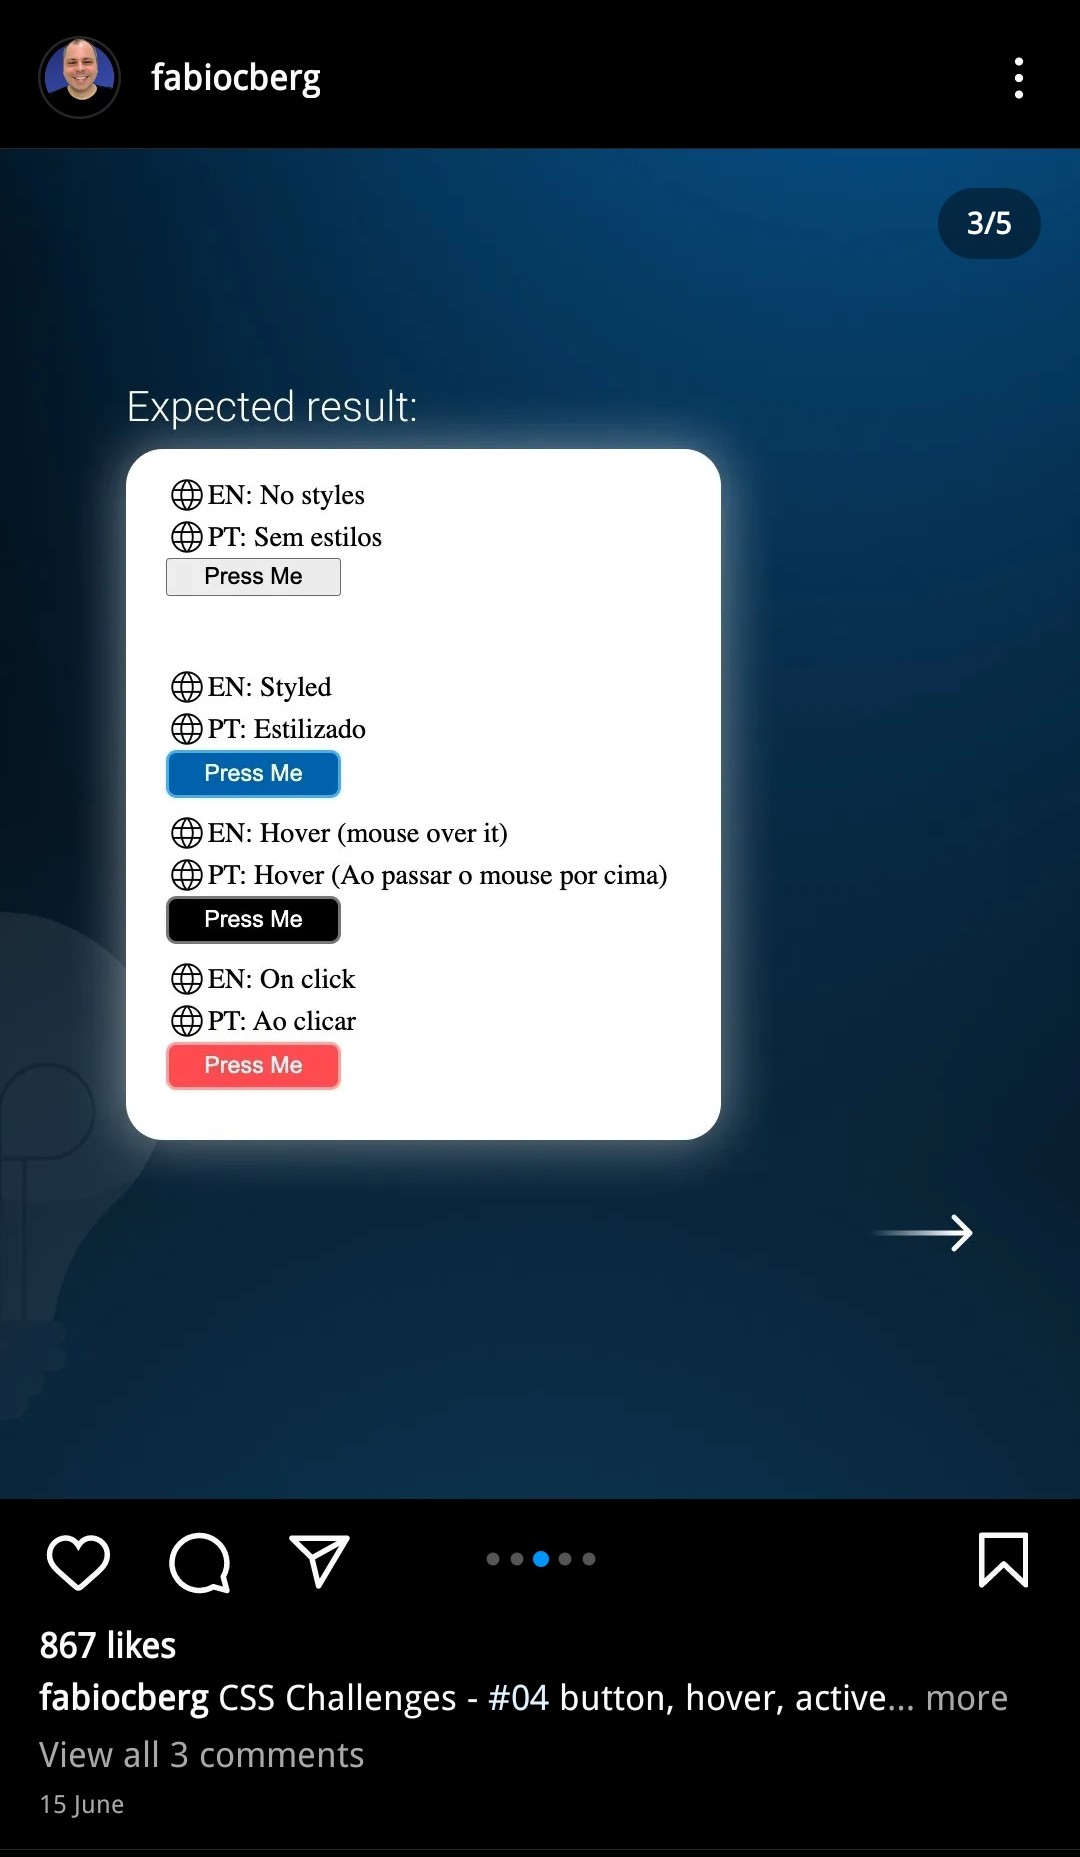 fabiocberg
3/5
Expected result:
EN: No styles
PT: Sem estilos
Press Me
EN: Styled
PT: Estilizado
Press Me
EN: Hover (mouse over it)
PT: Hover (Ao passar o mouse por cima)
Press Me
EN: On click
PT: Ao clicar
Press Me
867 likes
fabiocberg CSS Challenges - #04 button, hover, active... more
View all 3 comments
15 June